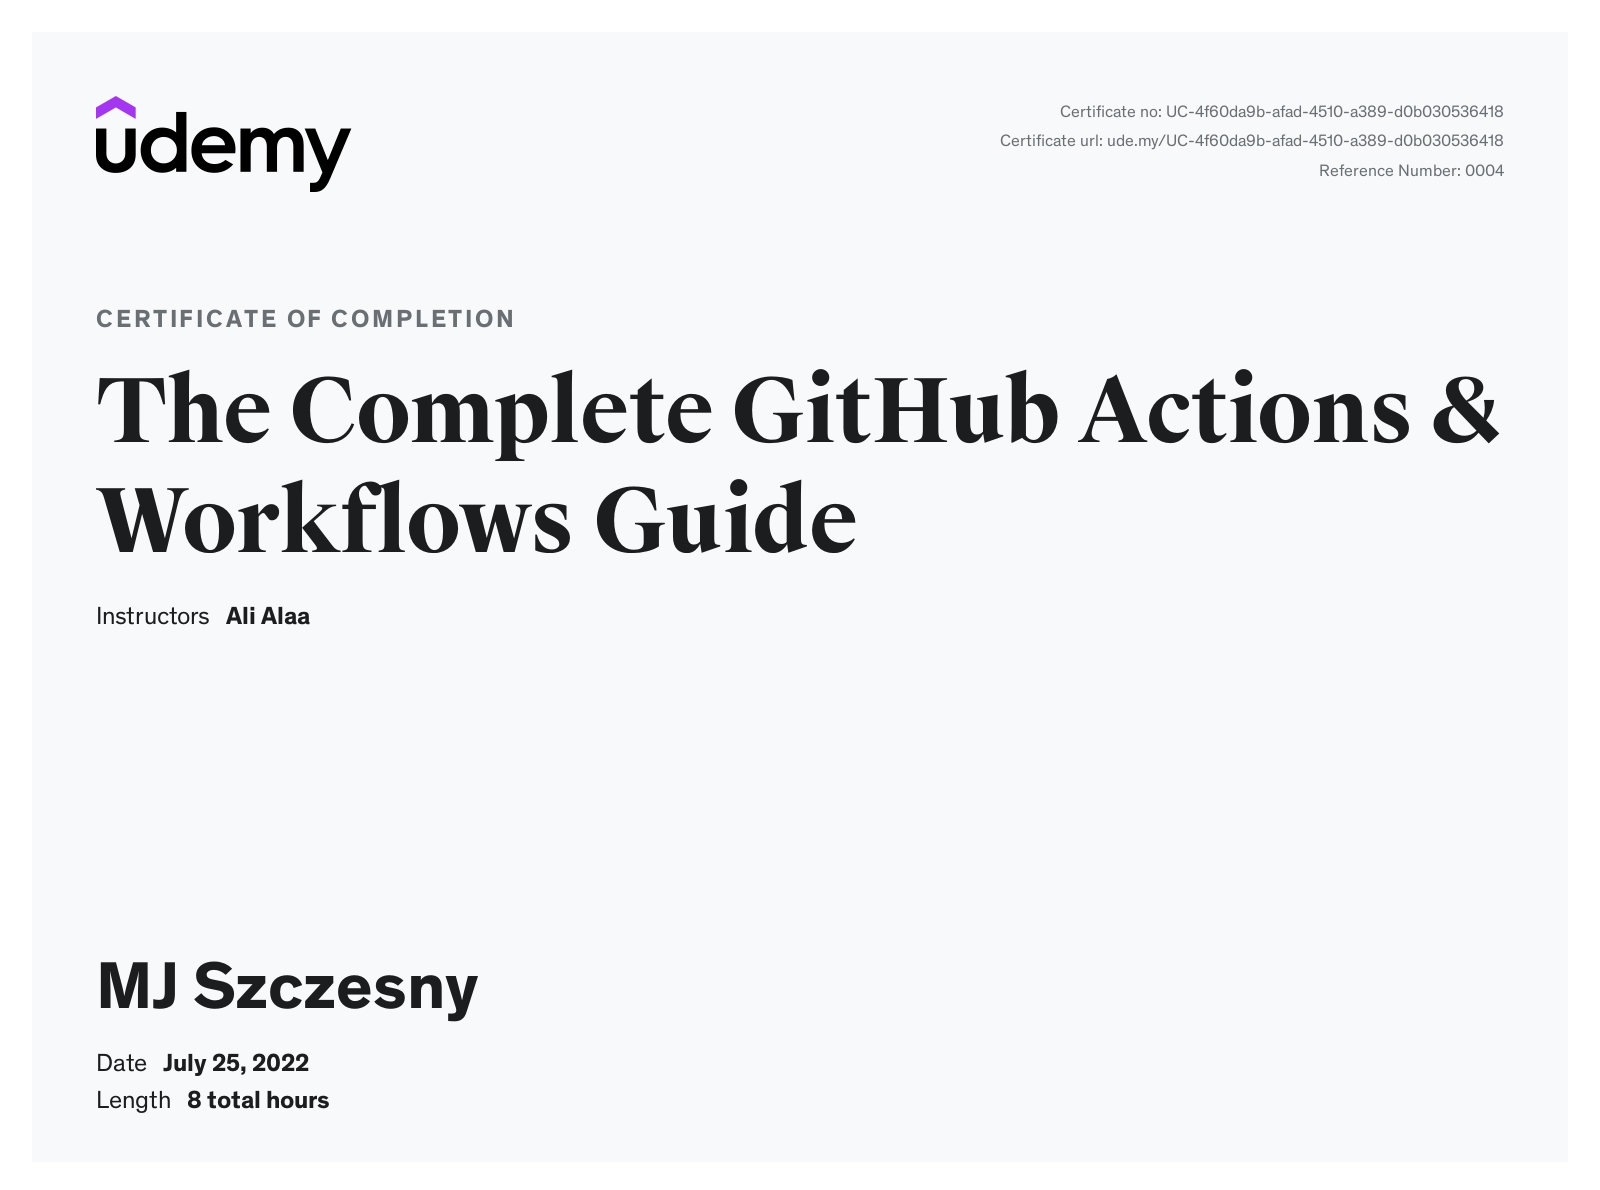 udemy
Certificate no: UC-4f60da9b-afad-4510-a389-d0b030536418
Certificate url: ude.my/UC-4f60da9b-afad-4510-a389-d0b030536418
Reference Number: 0004
CERTIFICATE OF COMPLETION
The Complete GitHub Actions &
Workflows Guide
Instructors Ali Alaa
MJ Szczesny
Date July 25, 2022
Length 8 total hours